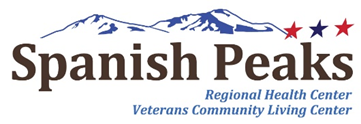 Spanish Peaks
Regional Health Center
Veterans Community Living Center